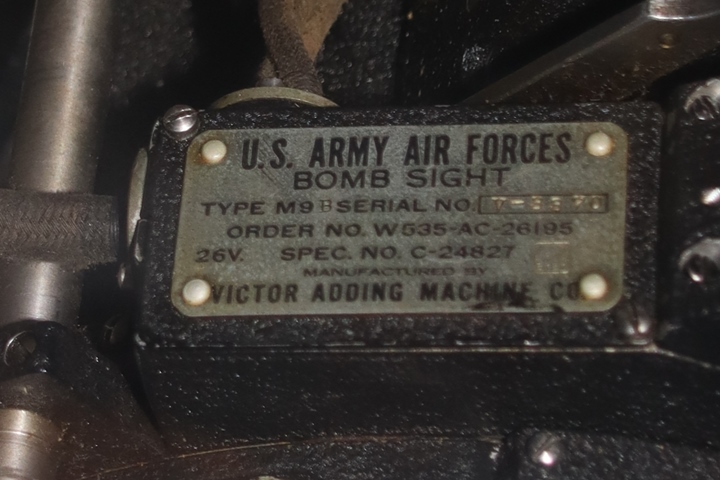 U.S. ARMY AIR FORCES
BOMB SIGHT
TYPE M9B SERIAL NO.
ORDER NO. W535-AC-26195
26V. SPEC. NO. C-24827
MANUFACTURED BY
VICTOR ADDING MACHINE CO.